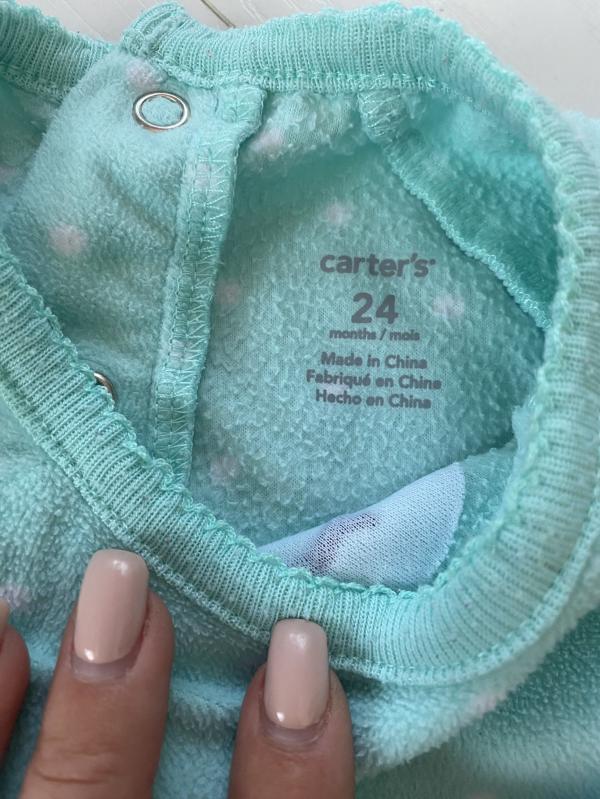 carter's
24
months / mois
Made in China
Fabriqué en Chine
Hecho en China